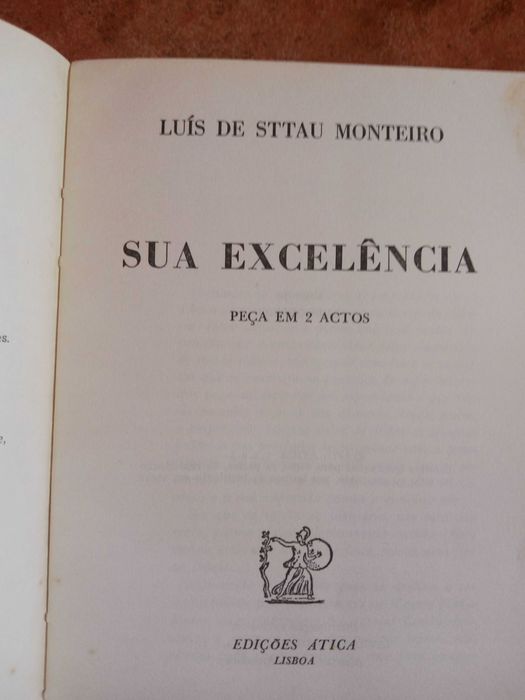 LUÍS DE STTAU MONTEIRO
SUA EXCELÊNCIA
PEÇA EM 2 ACTOS
EDIÇÕES ÁTICA
LISBOA